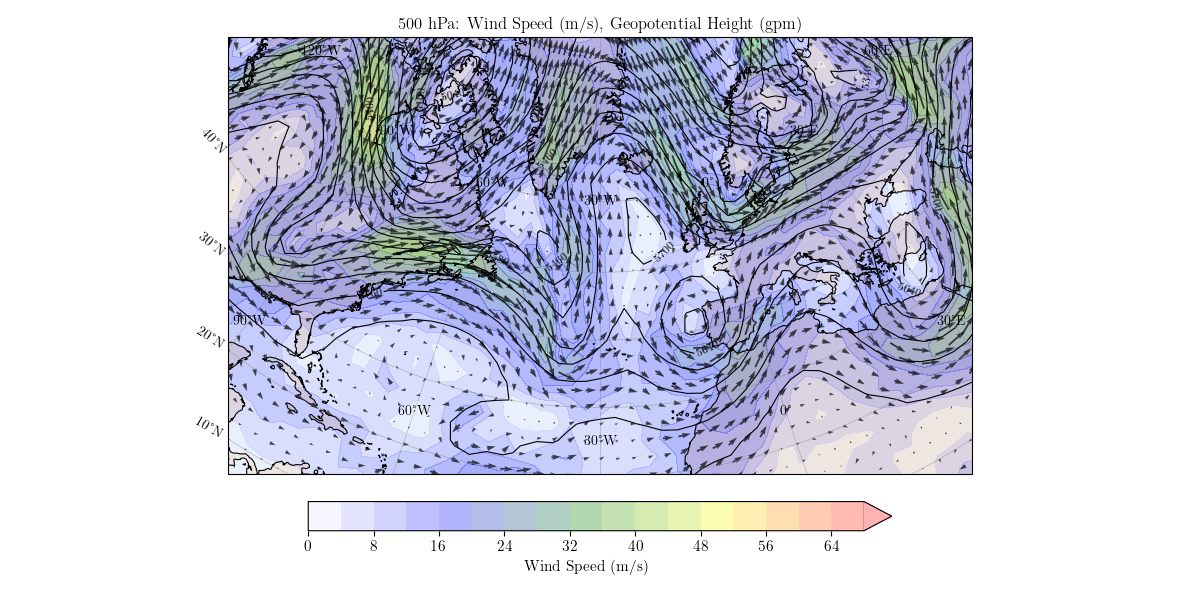 500 hPa: Wind Speed (m/s), Geopotential Height (gpm)
120°W
60°E
40°N
90°W
30°E
60°W
0°
30°W
30°N
5700
90°W
30°E
20°N
60°W
0°
10°N
30°W
0 8 16 24 32 40 48 56 64
Wind Speed (m/s)